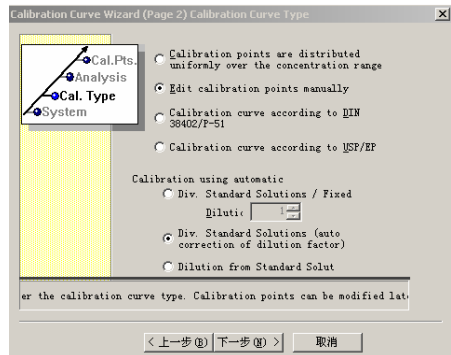 Calibration Curve Wizard (Page 2) Calibration Curve Type
Cal.Pts.
Analysis
Cal. Type
System
Calibration points are distributed
uniformly over the concentration range
Edit calibration points manually
Calibration curve according to DIN
38402/P-51
Calibration curve according to USP/EP
Calibration using automatic
Div. Standard Solutions / Fixed
Diluti
1
Div. Standard Solutions (auto
correction of dilution factor)
Dilution from Standard Solut
er the calibration curve type. Calibration points can be modified lat
< 上一步(B)
下一步(N) >
取消